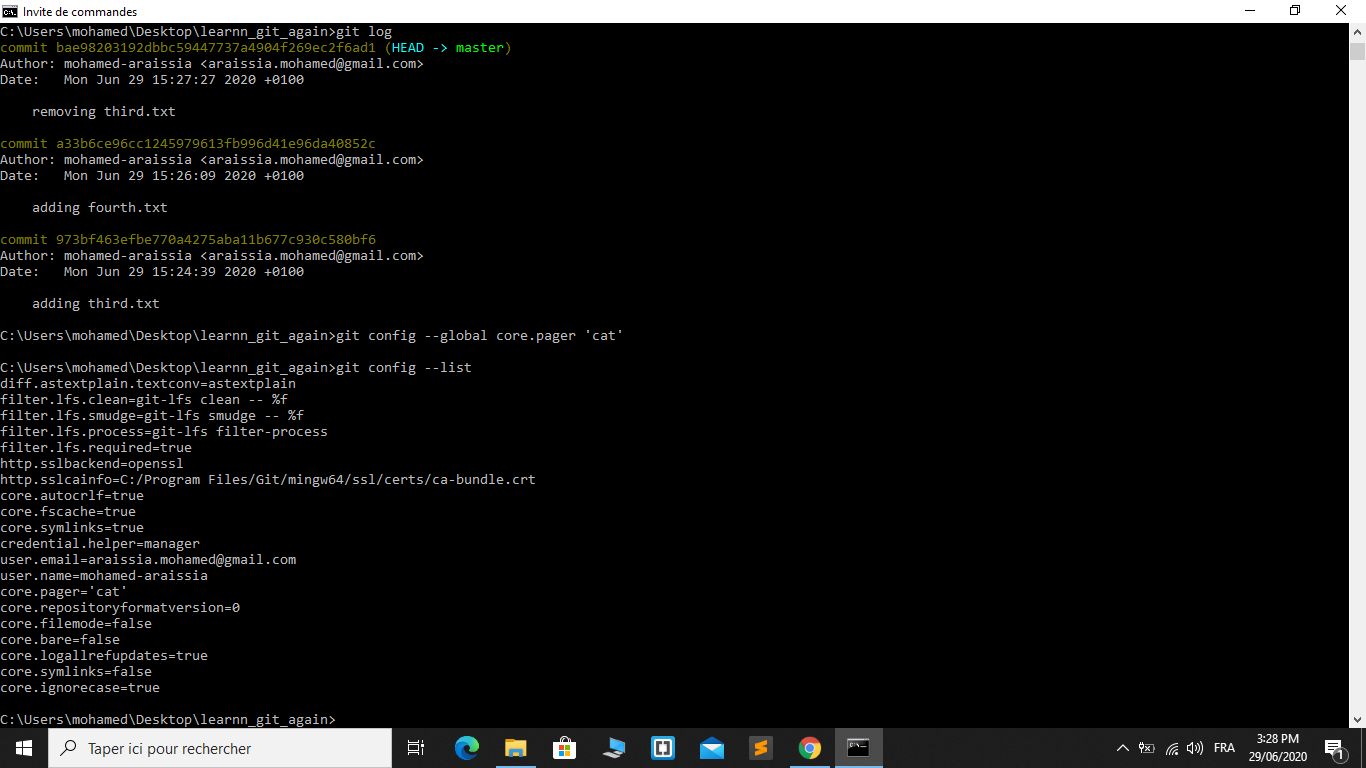 Invite de commandes
C:\Users\mohamed\Desktop\learnn_git_again>git log
commit bae98203192dbbc59447737a4904f269ec2f6ad1 (HEAD -> master)
Author: mohamed-araissia <araissia.mohamed@gmail.com>
Date:   Mon Jun 29 15:27:27 2020 +0100
    removing third.txt
commit a33b6ce96cc1245979613fb996d41e96da40852c
Author: mohamed-araissia <araissia.mohamed@gmail.com>
Date:   Mon Jun 29 15:26:09 2020 +0100
    adding fourth.txt
commit 973bf463efbe770a4275aba11b677c930c580bf6
Author: mohamed-araissia <araissia.mohamed@gmail.com>
Date:   Mon Jun 29 15:24:39 2020 +0100
    adding third.txt
C:\Users\mohamed\Desktop\learnn_git_again>git config --global core.pager 'cat'
C:\Users\mohamed\Desktop\learnn_git_again>git config --list
diff.astextplain.textconv=astextplain
filter.lfs.clean=git-lfs clean -- %f
filter.lfs.smudge=git-lfs smudge -- %f
filter.lfs.process=git-lfs filter-process
filter.lfs.required=true
http.sslbackend=openssl
http.sslcainfo=C:/Program Files/Git/mingw64/ssl/certs/ca-bundle.crt
core.autocrlf=true
core.fscache=true
core.symlinks=true
credential.helper=manager
user.email=araissia.mohamed@gmail.com
user.name=mohamed-araissia
core.pager='cat'
core.repositoryformatversion=0
core.filemode=false
core.bare=false
core.logallrefupdates=true
core.symlinks=false
core.ignorecase=true
C:\Users\mohamed\Desktop\learnn_git_again>
Taper ici pour rechercher
FRA
3:28 PM
29/06/2020
1